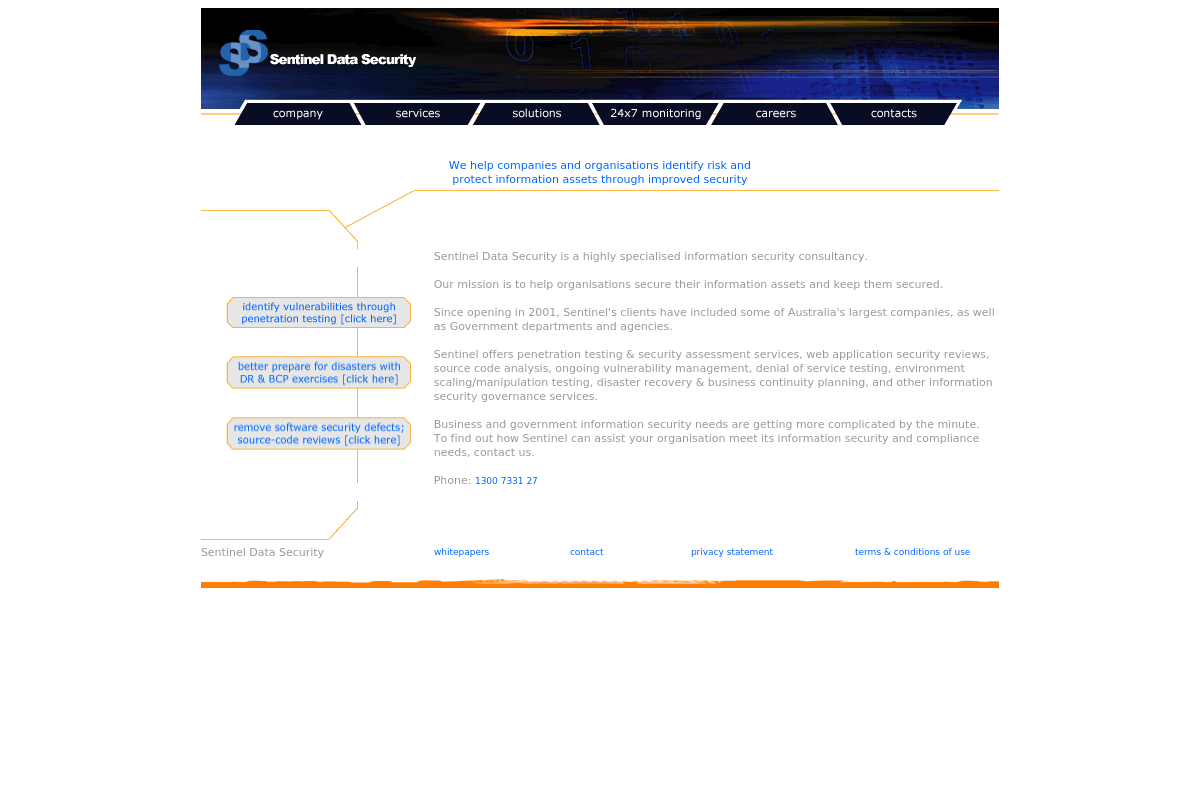 Sentinel Data Security
company services solutions 24x7 monitoring careers contacts
We help companies and organisations identify risk and
protect information assets through improved security
identify vulnerabilities through
penetration testing [click here]
better prepare for disasters with
DR & BCP exercises [click here]
remove software security defects;
source-code reviews [click here]
Sentinel Data Security is a highly specialised information security consultancy.
Our mission is to help organisations secure their information assets and keep them secured.
Since opening in 2001, Sentinel's clients have included some of Australia's largest companies, as well
as Government departments and agencies.
Sentinel offers penetration testing & security assessment services, web application security reviews,
source code analysis, ongoing vulnerability management, denial of service testing, environment
scaling/manipulation testing, disaster recovery & business continuity planning, and other information
security governance services.
Business and government information security needs are getting more complicated by the minute.
To find out how Sentinel can assist your organisation meet its information security and compliance
needs, contact us.
Phone: 1300 7331 27
Sentinel Data Security whitepapers contact privacy statement terms & conditions of use